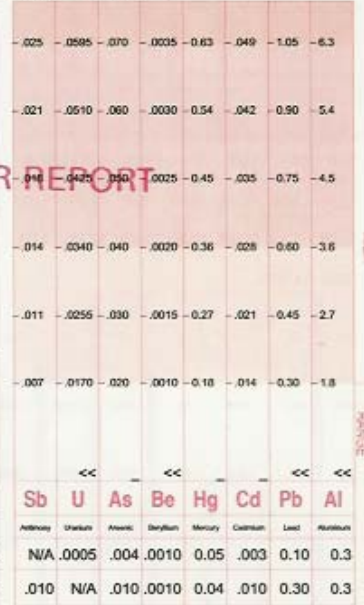 .025 .0595 .070 .0035 0.63 .049 1.05 6.3
.021 .0510 .060 .0030 0.54 .042 0.90 5.4
R REPORT
.018 .0425 .050 .0025 0.45 .035 0.75 4.5
.014 .0340 .040 .0020 0.36 .028 0.60 3.6
.011 .0255 .030 .0015 0.27 .021 0.45 2.7
.007 .0170 .020 .0010 0.18 .014 0.30 1.8
<< << << <<
Sb U As Be Hg Cd Pb Al
Antimony Uranium Arsenic Beryllium Mercury Cadmium Lead Aluminum
N/A .0005 .004 .0010 0.05 .003 0.10 0.3
.010 N/A .010 .0010 0.04 .010 0.30 0.3